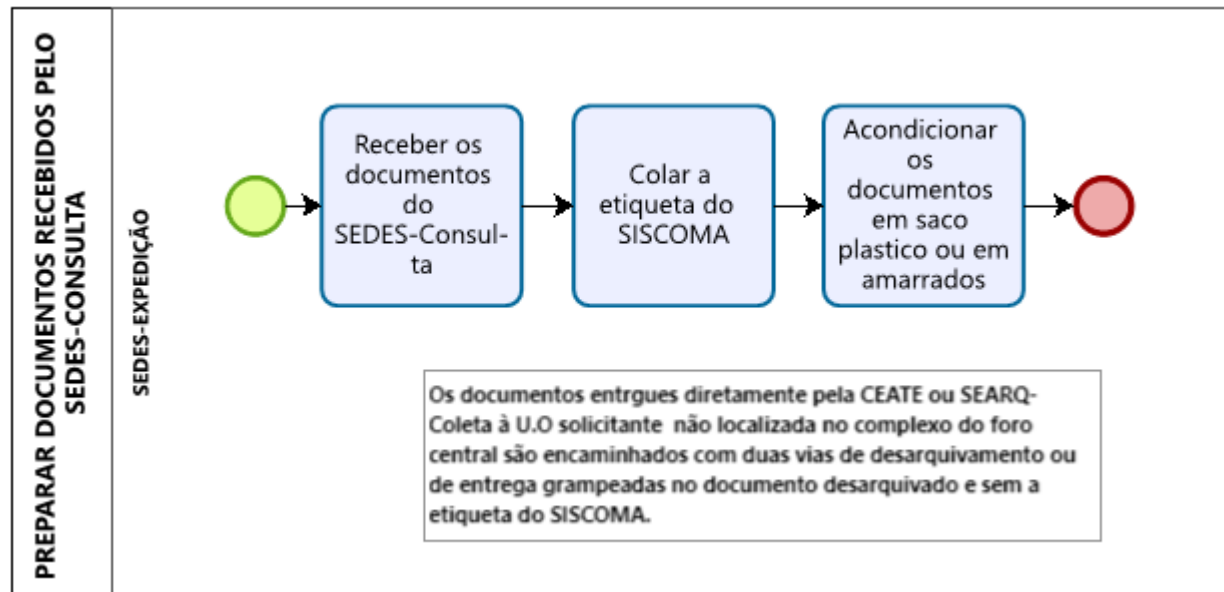 PREPARAR DOCUMENTOS RECEBIDOS PELO
SEDES-CONSULTA
SEDES-EXPEDIÇÃO
Receber os
documentos
do
SEDES-Consul-
ta
Colar a
etiqueta do
SISCOMA
Acondicionar
os
documentos
em saco
plastico ou em
amarrados
Os documentos entrgues diretamente pela CEATE ou SEARQ-
Coleta à U.O solicitante  não localizada no complexo do foro
central são encaminhados com duas vias de desarquivamento ou
de entrega grampeadas no documento desarquivado e sem a
etiqueta do SISCOMA.